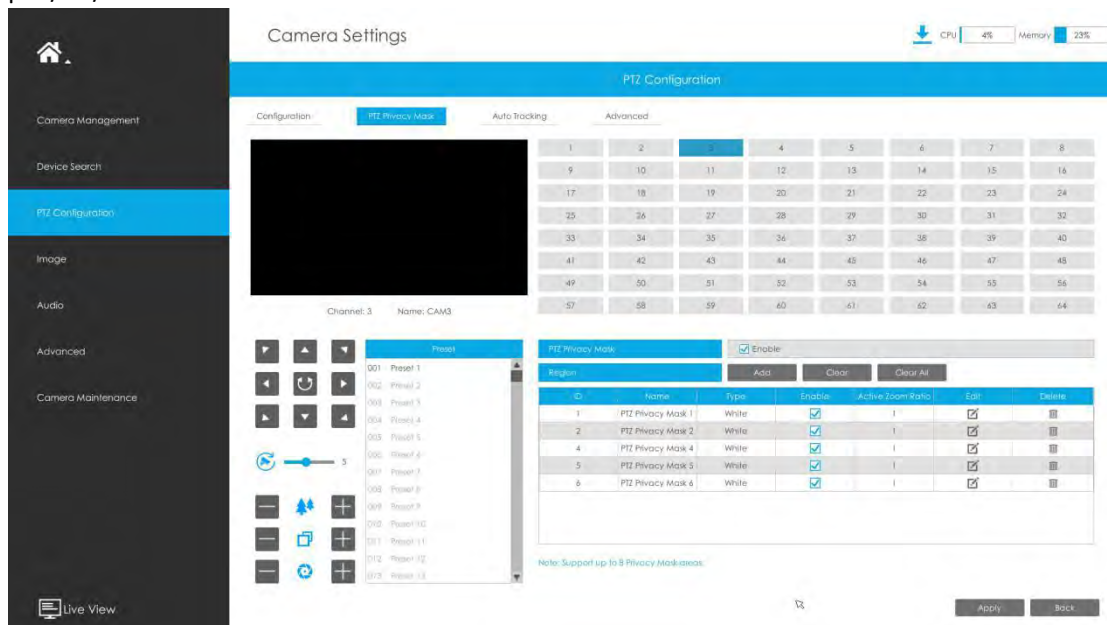 Camera Settings
CPU 4% Memory 23%
PTZ Configuration
Camera Management
Device Search
PTZ Configuration
Image
Audio
Advanced
Camera Maintenance
Live View
Configuration PTZ Privacy Mask Auto Tracking Advanced
1 2 3 4 5 6 7 8
9 10 11 12 13 14 15 16
17 18 19 20 21 22 23 24
25 26 27 28 29 30 31 32
33 34 35 36 37 38 39 40
41 42 43 44 45 46 47 48
49 50 51 52 53 54 55 56
57 58 59 60 61 62 63 64
Channel: 3 Name: CAM3
5
Preset
001 Preset 1
002 Preset 2
003 Preset 3
004 Preset 4
005 Preset 5
006 Preset 6
007 Preset 7
008 Preset 8
009 Preset 9
010 Preset 10
011 Preset 11
012 Preset 12
013 Preset 13
PTZ Privacy Mask Enable
Region Add Clear Clear All
ID Name Type Enable Active Zoom Ratio Edit Delete
1 PTZ Privacy Mask 1 White 1
2 PTZ Privacy Mask 2 White 1
4 PTZ Privacy Mask 4 White 1
5 PTZ Privacy Mask 5 White 1
6 PTZ Privacy Mask 6 White 1
Note: Support up to 8 Privacy Mask areas.
Apply Back